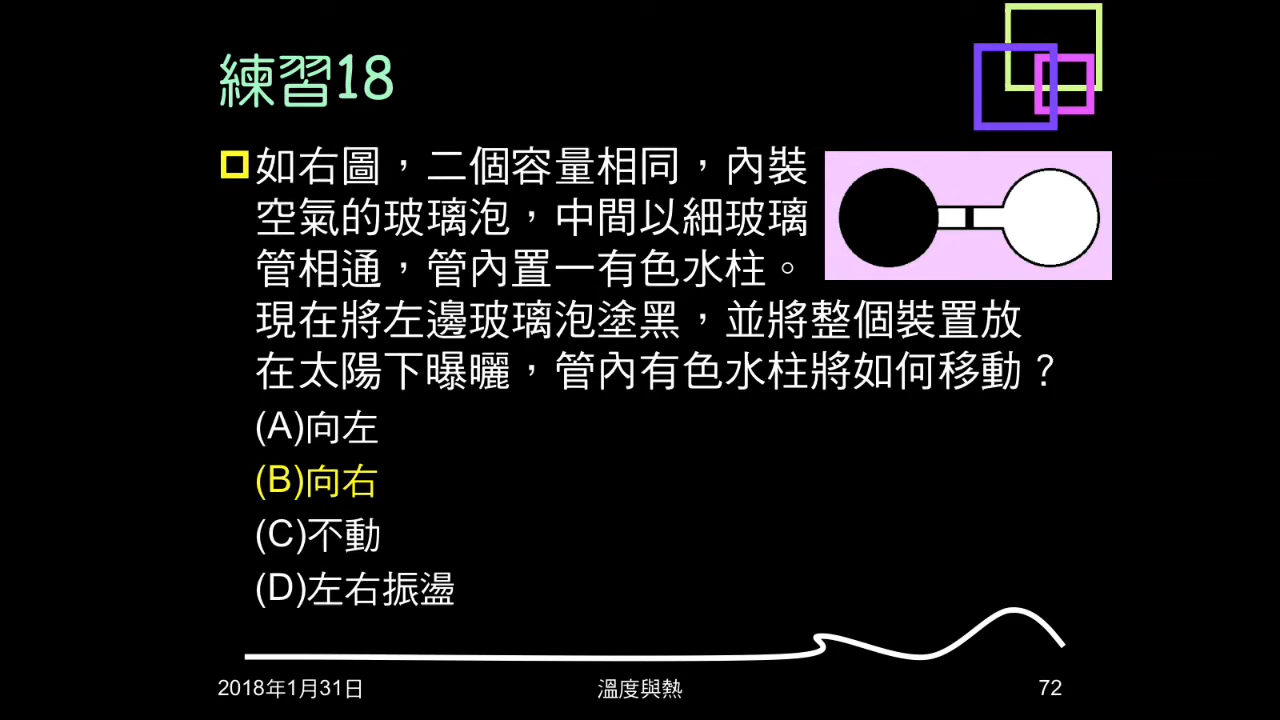 練習18
如右圖，二個容量相同，內裝
空氣的玻璃泡，中間以細玻璃
管相通，管內置一有色水柱。
現在將左邊玻璃泡塗黑，並將整個裝置放
在太陽下曝曬，管內有色水柱將如何移動？
(A)向左
(B)向右
(C)不動
(D)左右振盪
2018年1月31日
溫度與熱
72